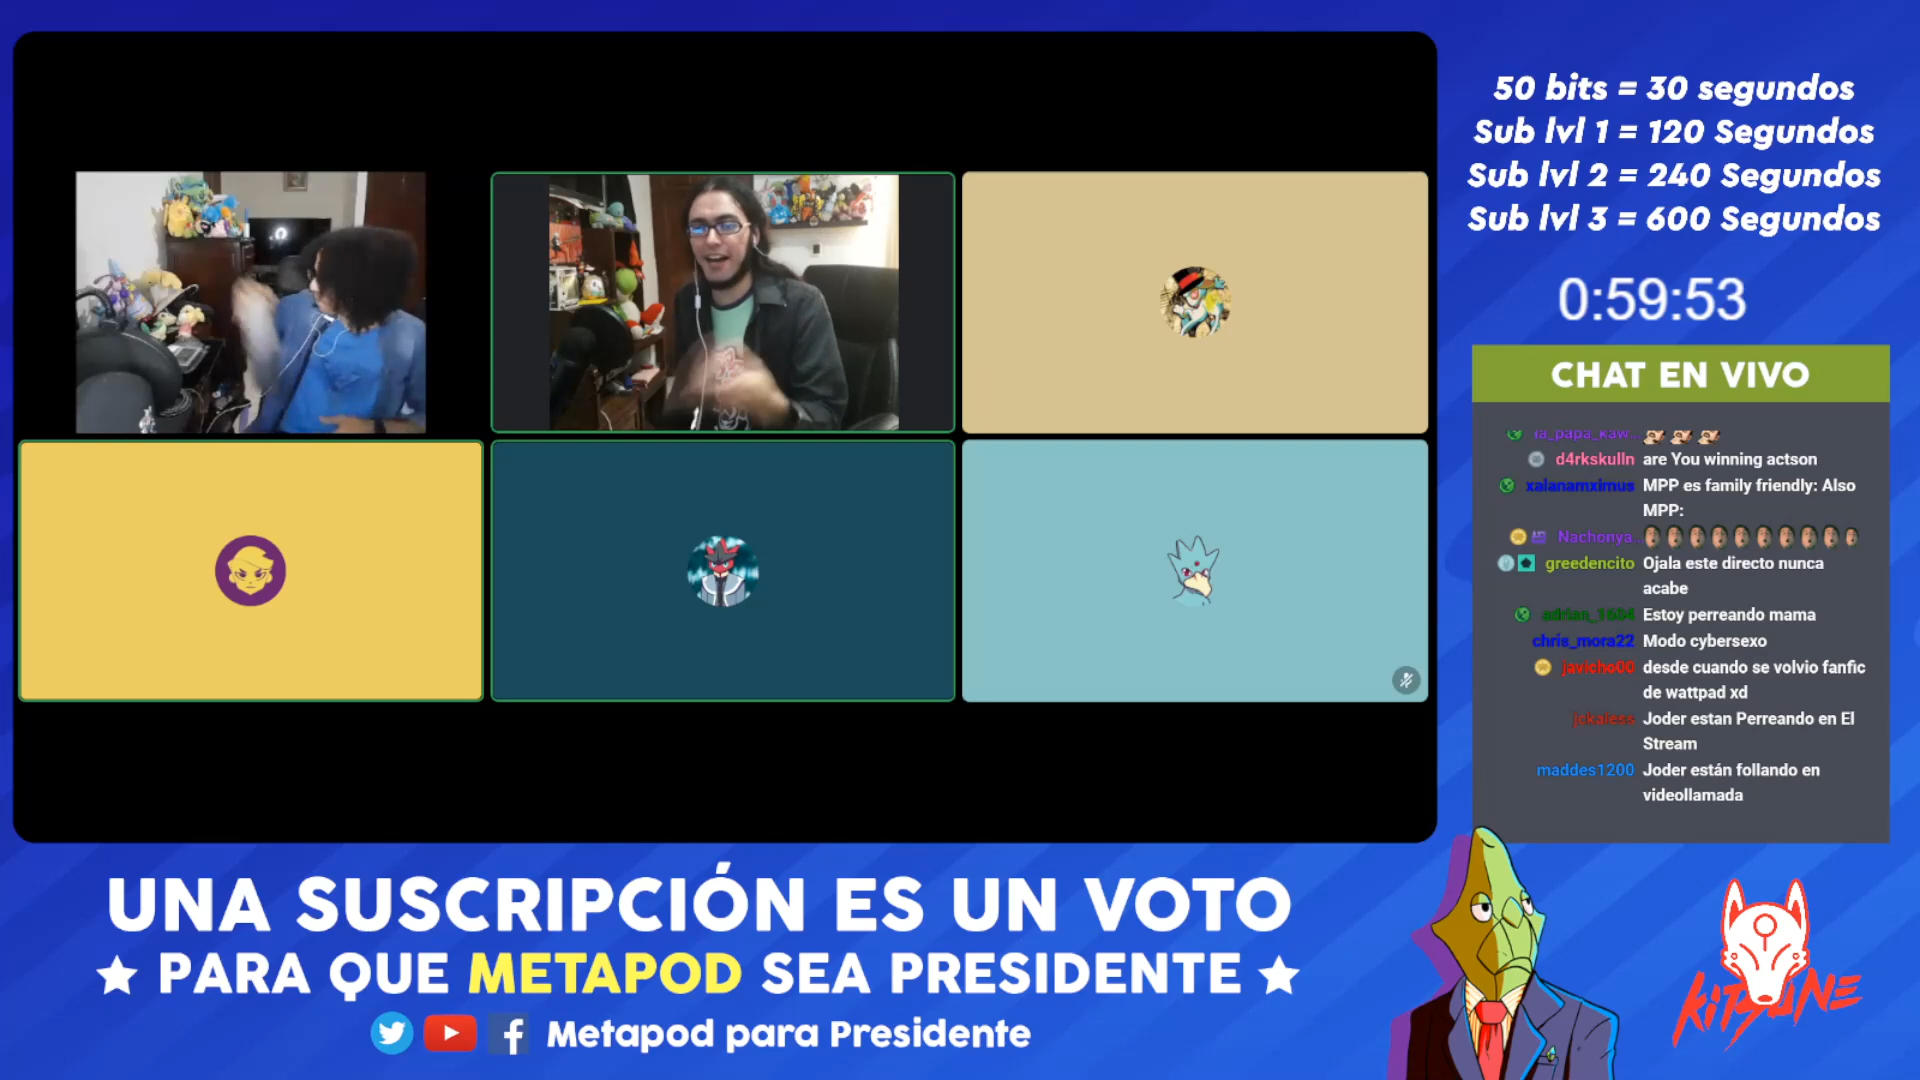 50 bits = 30 segundos
Sub lvl 1 = 120 Segundos
Sub lvl 2 = 240 Segundos
Sub lvl 3 = 600 Segundos
0:59:53
CHAT EN VIVO
la_papa_kaw...
d4rkskulln are You winning actson
xalanamximus MPP es family friendly: Also
MPP:
Nachonya...
greedencito Ojala este directo nunca
acabe
adrian_1604 Estoy perreando mama
chris_mora22 Modo cybersexo
javicho00 desde cuando se volvio fanfic
de wattpad xd
jckaless Joder estan Perreando en El
Stream
maddes1200 Joder están follando en
videollamada
UNA SUSCRIPCIÓN ES UN VOTO
★ PARA QUE METAPOD SEA PRESIDENTE ★
Metapod para Presidente
KITSUNE